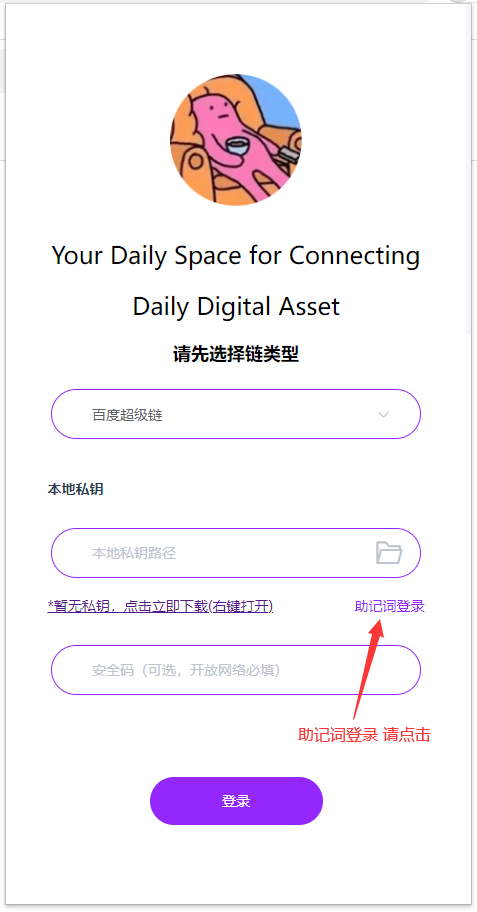 Your Daily Space for Connecting
Daily Digital Asset
请先选择链类型
百度超级链
本地私钥
本地私钥路径
*暂无私钥，点击立即下载(右键打开)
助记词登录
安全码（可选，开放网络必填）
助记词登录 请点击
登录